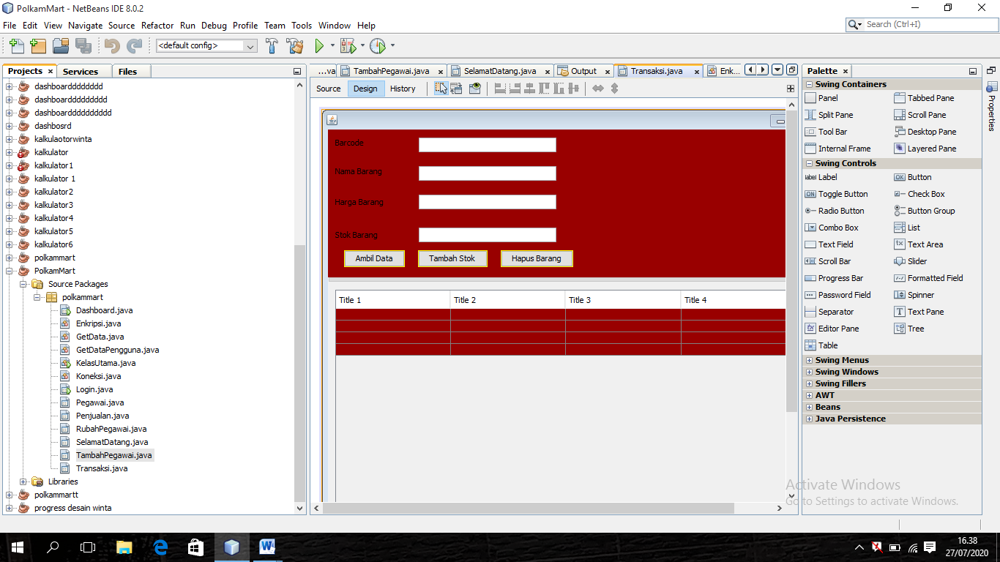 PolkamMart - NetBeans IDE 8.0.2
File Edit View Navigate Source Refactor Run Debug Profile Team Tools Window Help
Search (Ctrl+I)
<default config>
Projects Services Files
dashboarddddddddd
dashboardddddddddd
dashboarddddddddddd
dashbosrd
kalkulaotorwinta
kalkulator
kalkulator1
kalkulator 1
kalkulator2
kalkulator3
kalkulator4
kalkulator5
kalkulator6
polkammart
PolkamMart
Source Packages
polkammart
Dashboard.java
Enkripsi.java
GetData.java
GetDataPengguna.java
KelasUtama.java
Koneksi.java
Login.java
Pegawai.java
Penjualan.java
RubahPegawai.java
SelamatDatang.java
TambahPegawai.java
Transaksi.java
Libraries
polkammartt
progress desain winta
...va TambahPegawai.java SelamatDatang.java Output Transaksi.java Enk...
Source Design History
Barcode
Nama Barang
Harga Barang
Stok Barang
Ambil Data Tambah Stok Hapus Barang
Title 1 Title 2 Title 3 Title 4
Palette
Swing Containers
Panel Tabbed Pane
Split Pane Scroll Pane
Tool Bar Desktop Pane
Internal Frame Layered Pane
Swing Controls
label Label OK Button
ON Toggle Button Check Box
Radio Button Button Group
Combo Box List
Text Field Text Area
Scroll Bar Slider
Progress Bar Formatted Field
Password Field Spinner
Separator Text Pane
Editor Pane Tree
Table
Swing Menus
Swing Windows
Swing Fillers
AWT
Beans
Java Persistence
Properties
Activate Windows
Go to Settings to activate Windows.
16.38
27/07/2020